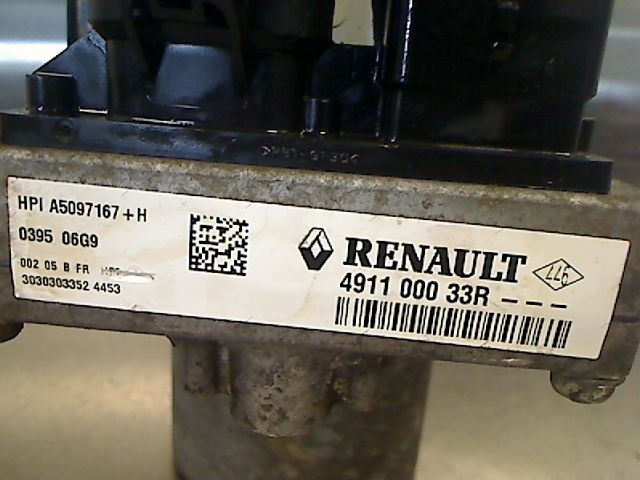 HPI A5097167+H
0395 06G9
002 05 B FR
3030303352 4453
RENAULT
4911 000 33R ---